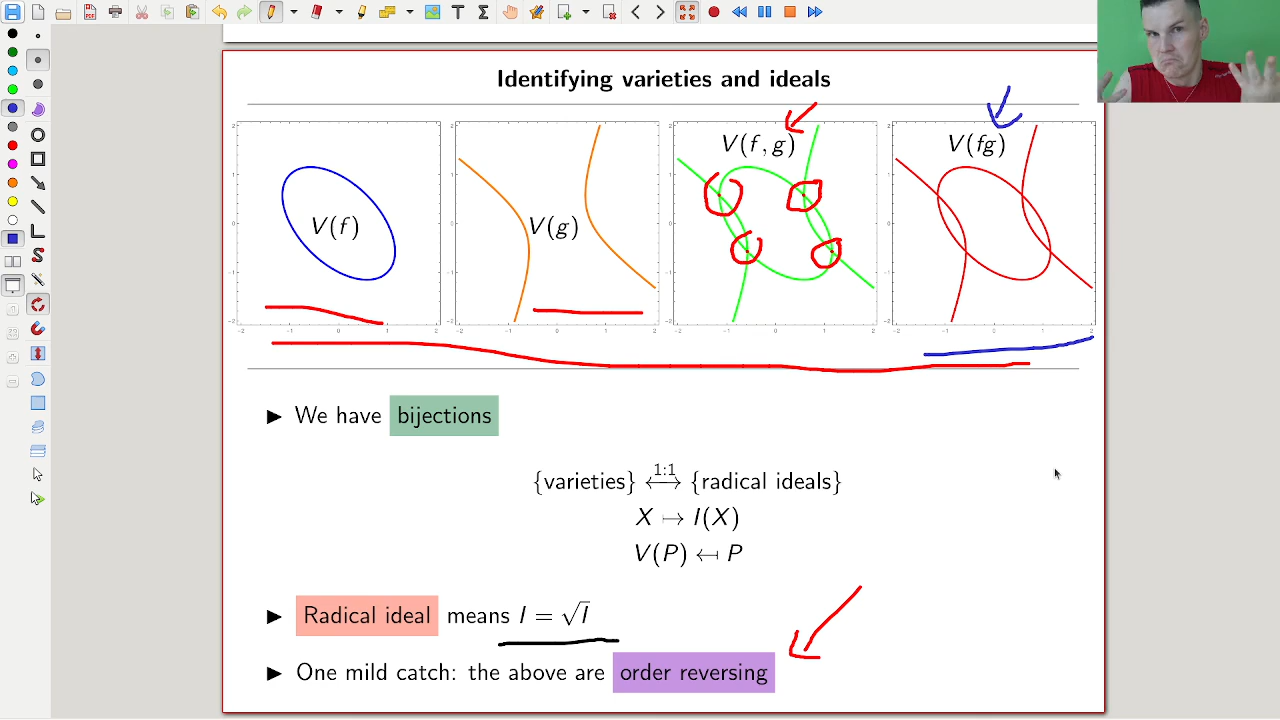 Identifying varieties and ideals
V(f)
V(g)
V(f, g)
V(fg)
▶ We have bijections
{varieties} ⟷ {radical ideals}
1:1
X ↦ I(X)
V(P) ↤ P
▶ Radical ideal means I = √I
▶ One mild catch: the above are order reversing